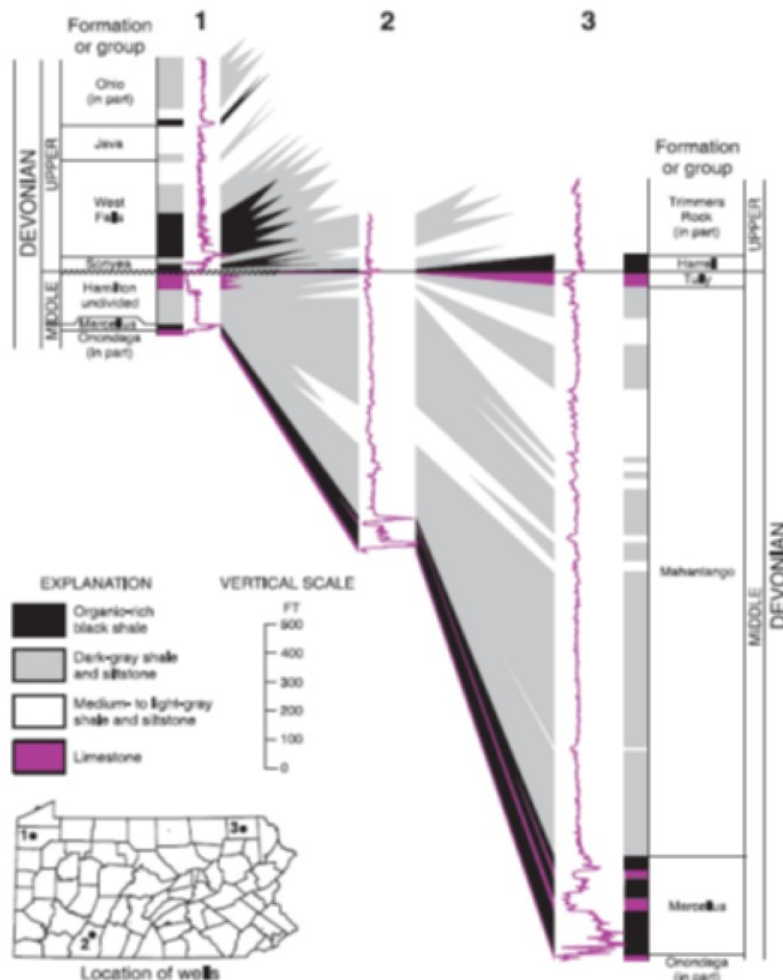 1
2
3
Formation
or group
Ohio
(in part)
Java
West
Falls
Sonyea
Hamilton
undivided
Marcellus
Onondaga
(in part)
DEVONIAN
UPPER
MIDDLE
Formation
or group
Trimmers
Rock
(in part)
Harrell
Tully
Mahantango
Marcellus
Onondaga
(in part)
UPPER
MIDDLE
DEVONIAN
EXPLANATION
Organic-rich
black shale
Dark-gray shale
and siltstone
Medium- to light-gray
shale and siltstone
Limestone
VERTICAL SCALE
FT
500
400
300
200
100
0
1
2
3
Location of wells